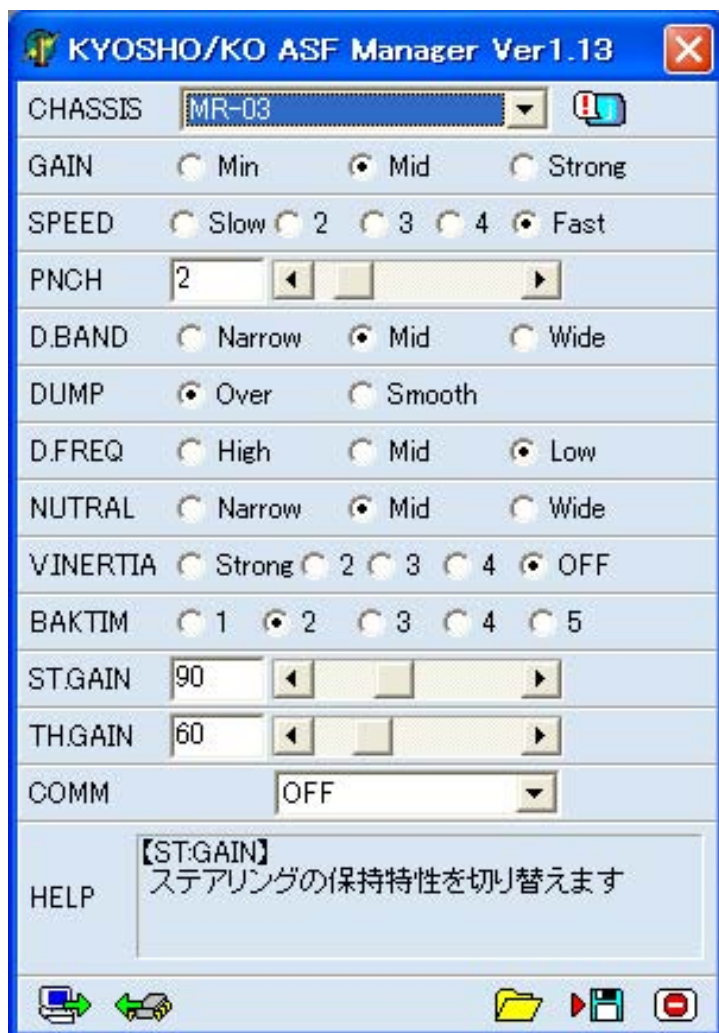 KYOSHO/KO ASF Manager Ver1.13
CHASSIS MR-03
GAIN Min Mid Strong
SPEED Slow 2 3 4 Fast
PNCH 2
D.BAND Narrow Mid Wide
DUMP Over Smooth
D.FREQ High Mid Low
NUTRAL Narrow Mid Wide
V.INERTIA Strong 2 3 4 OFF
BAKTIM 1 2 3 4 5
ST.GAIN 90
TH.GAIN 60
COMM OFF
HELP
【ST:GAIN】
ステアリングの保持特性を切り替えます